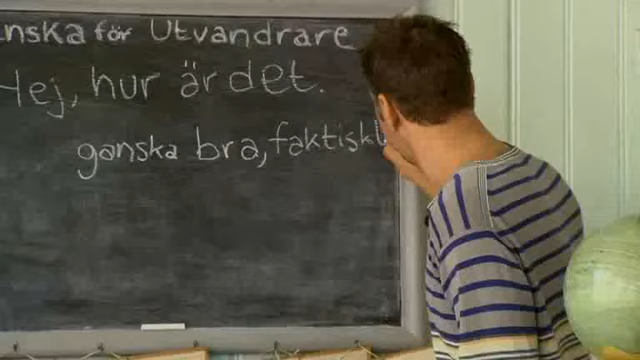 nska för Utvandrare
Hej, hur är det.
ganska bra, faktiskt